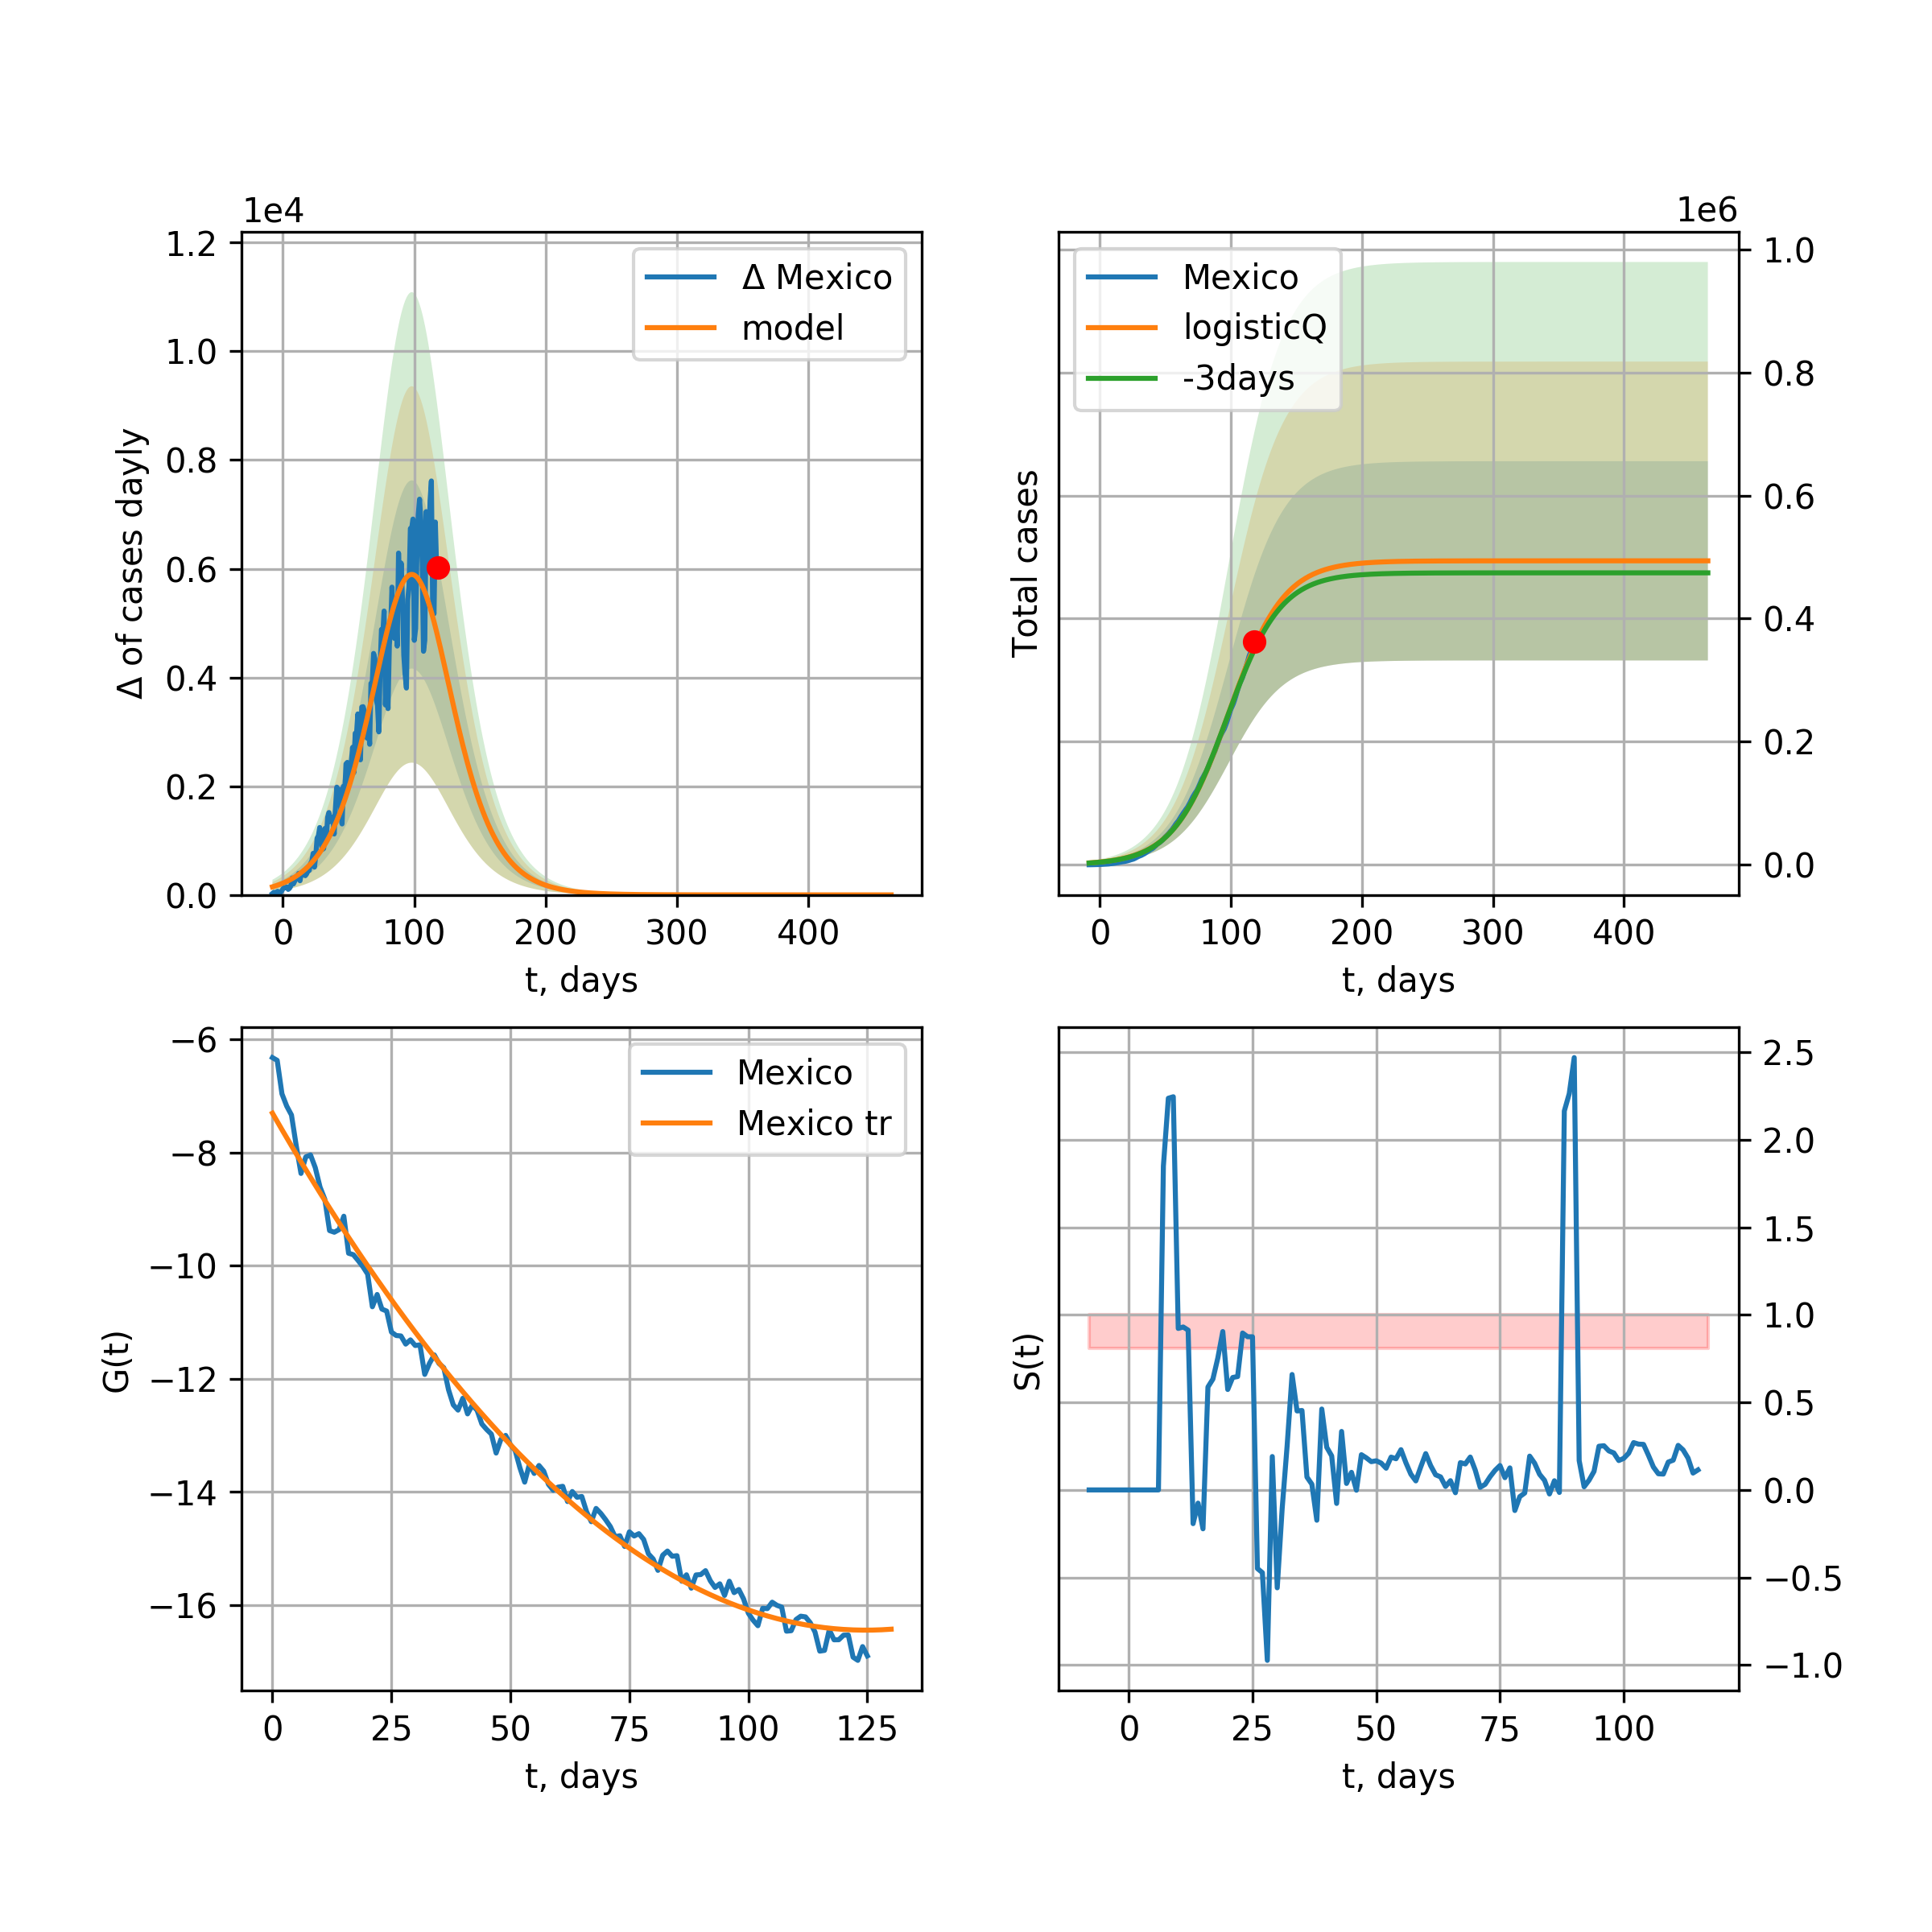 1e4
1.2
1.0
0.8
0.6
0.4
0.2
0.0
Δ of cases dayly
Δ Mexico
model
0 100 200 300 400
t, days
1e6
1.0
0.8
0.6
0.4
0.2
0.0
Total cases
Mexico
logisticQ
-3days
0 100 200 300 400
t, days
−6
−8
−10
−12
−14
−16
G(t)
Mexico
Mexico tr
0 25 50 75 100 125
t, days
2.5
2.0
1.5
1.0
0.5
0.0
−0.5
−1.0
S(t)
0 25 50 75 100
t, days